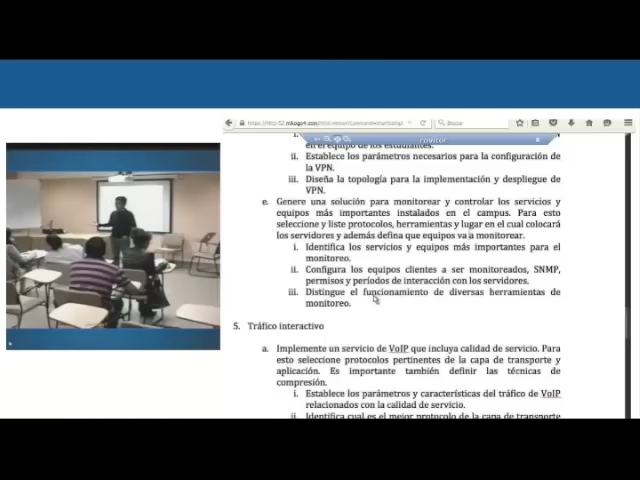 Buscar
i.
en el equipo de los estudiantes.
ii. Establece los parámetros necesarios para la configuración de
la VPN.
iii. Diseña la topología para la implementación y despliegue de
VPN.
e. Genere una solución para monitorear y controlar los servicios y
equipos más importantes instalados en el campus. Para esto
seleccione y liste protocolos, herramientas y lugar en el cual colocará
los servidores y además defina que equipos va a monitorear.
i. Identifica los servicios y equipos más importantes para el
monitoreo.
ii. Configura los equipos clientes a ser monitoreados, SNMP,
permisos y períodos de interacción con los servidores.
iii. Distingue el funcionamiento de diversas herramientas de
monitoreo.
5. Tráfico interactivo
a. Implemente un servicio de VoIP que incluya calidad de servicio. Para
esto seleccione protocolos pertinentes de la capa de transporte y
aplicación. Es importante también definir las técnicas de
compresión.
i. Establece los parámetros y características del tráfico de VoIP
relacionados con la calidad de servicio.
ii. Identifica cual es el mejor protocolo de la capa de transporte